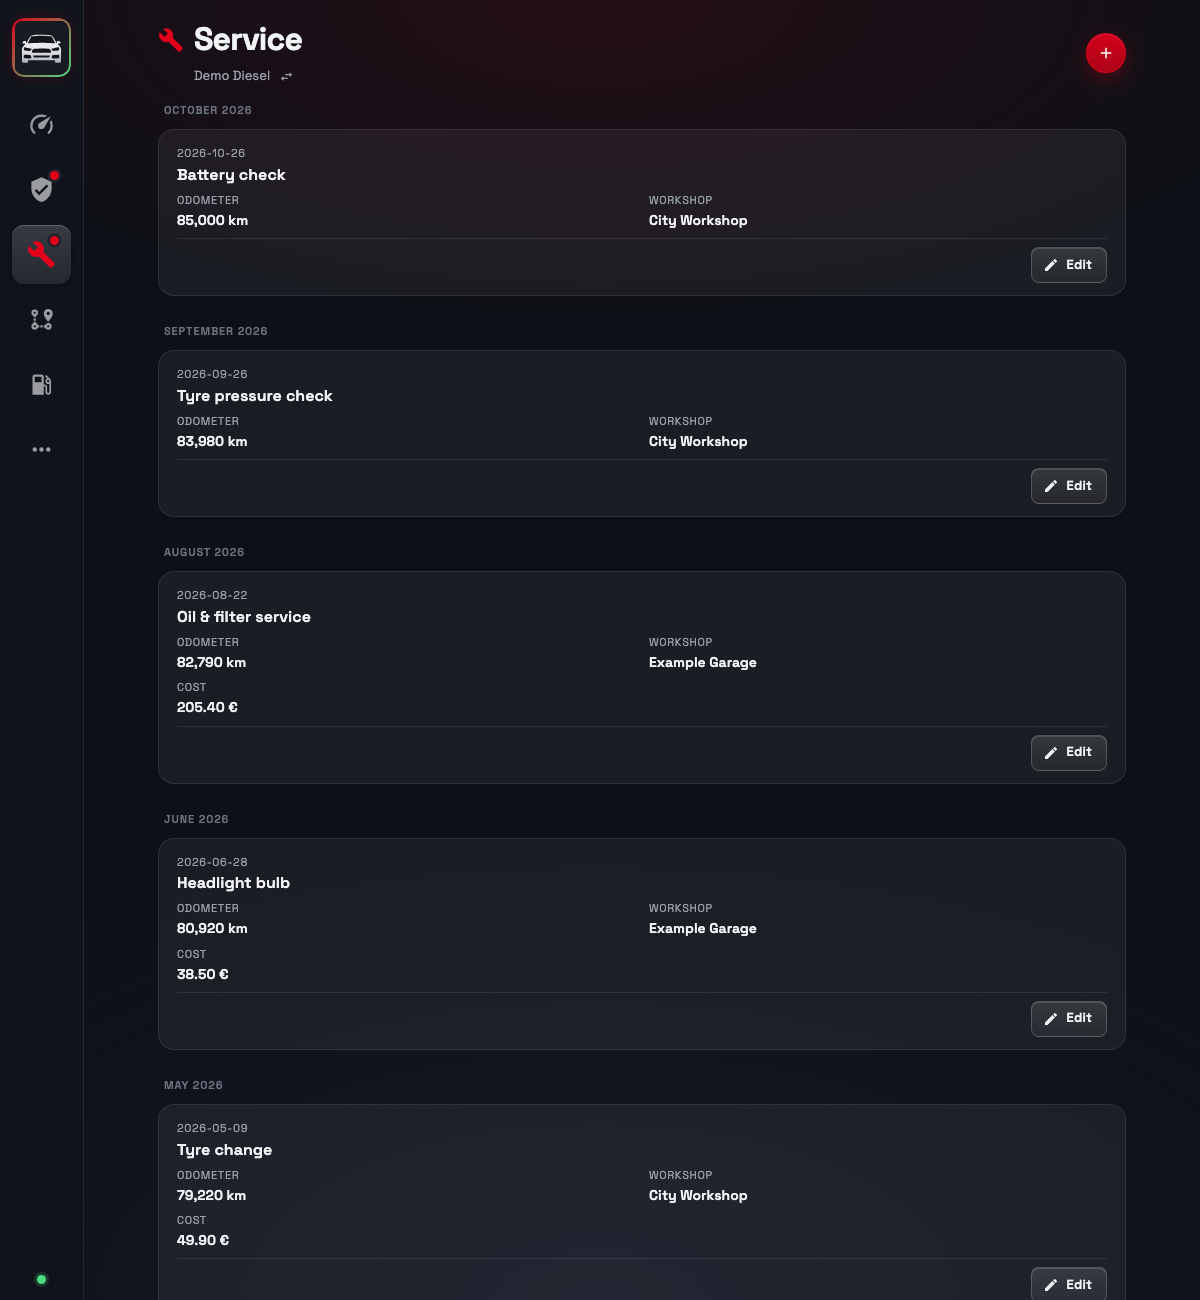 Service
Demo Diesel
OCTOBER 2026
2026-10-26
Battery check
ODOMETER WORKSHOP
85,000 km City Workshop
Edit
SEPTEMBER 2026
2026-09-26
Tyre pressure check
ODOMETER WORKSHOP
83,980 km City Workshop
Edit
AUGUST 2026
2026-08-22
Oil & filter service
ODOMETER WORKSHOP
82,790 km Example Garage
COST
205.40 €
Edit
JUNE 2026
2026-06-28
Headlight bulb
ODOMETER WORKSHOP
80,920 km Example Garage
COST
38.50 €
Edit
MAY 2026
2026-05-09
Tyre change
ODOMETER WORKSHOP
79,220 km City Workshop
COST
49.90 €
Edit